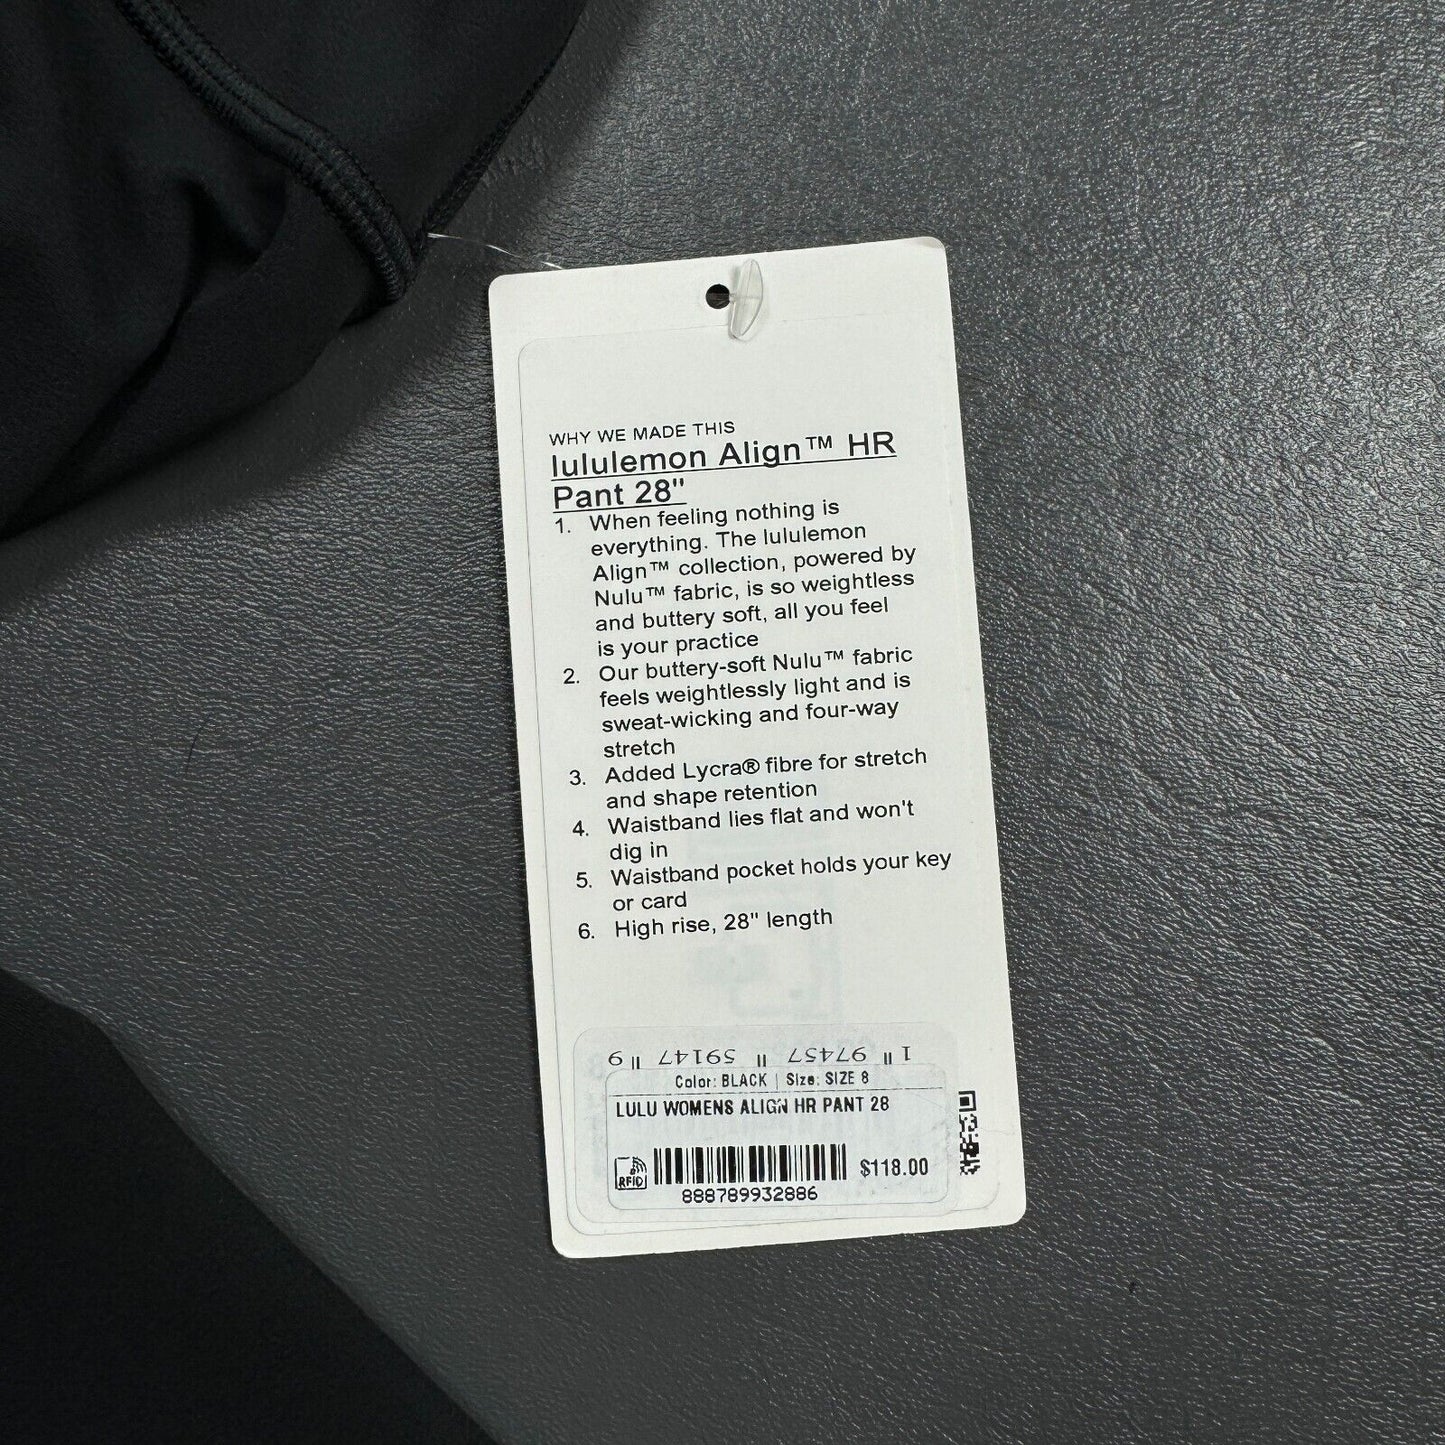 WHY WE MADE THIS
lululemon Align™ HR
Pant 28"
1. When feeling nothing is
everything. The lululemon
Align™ collection, powered by
Nulu™ fabric, is so weightless
and buttery soft, all you feel
is your practice
2. Our buttery-soft Nulu™ fabric
feels weightlessly light and is
sweat-wicking and four-way
stretch
3. Added Lycra® fibre for stretch
and shape retention
4. Waistband lies flat and won't
dig in
5. Waistband pocket holds your key
or card
6. High rise, 28" length
1 " 97457 " 59147 " 6
Color: BLACK | Size: SIZE 8
LULU WOMENS ALIGN HR PANT 28
RFID
$118.00
888789932886